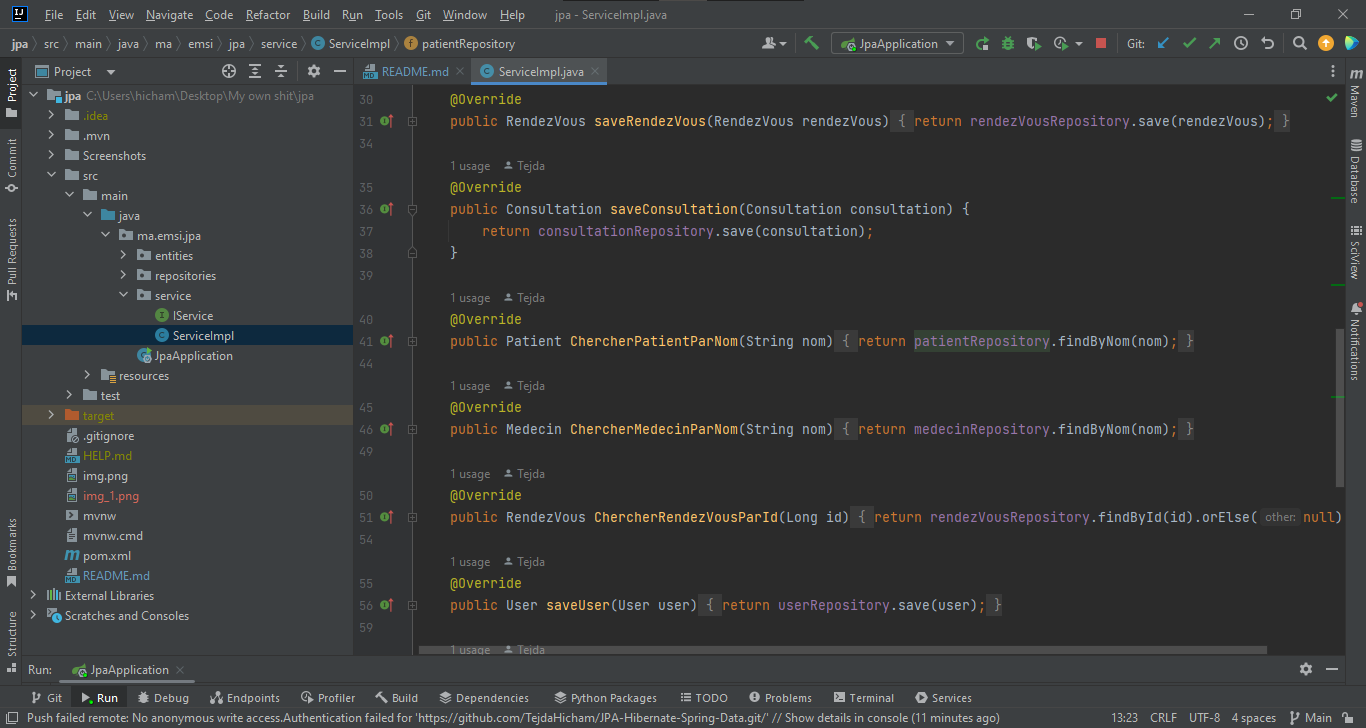 File Edit View Navigate Code Refactor Build Run Tools Git Window Help jpa - ServiceImpl.java
jpa src main java ma emsi jpa service ServiceImpl patientRepository JpaApplication Git:
Project README.md ServiceImpl.java
jpa C:\Users\hicham\Desktop\My own shit\jpa
.idea
.mvn
Screenshots
src
main
java
ma.emsi.jpa
entities
repositories
service
IService
ServiceImpl
JpaApplication
resources
test
target
.gitignore
HELP.md
img.png
img_1.png
mvnw
mvnw.cmd
pom.xml
README.md
External Libraries
Scratches and Consoles
Project
Commit
Pull Requests
Bookmarks
Structure
30 @Override
31 public RendezVous saveRendezVous(RendezVous rendezVous) { return rendezVousRepository.save(rendezVous); }
34
1 usage Tejda
35 @Override
36 public Consultation saveConsultation(Consultation consultation) {
37 return consultationRepository.save(consultation);
38 }
39
1 usage Tejda
40 @Override
41 public Patient ChercherPatientParNom(String nom) { return patientRepository.findByNom(nom); }
44
1 usage Tejda
45 @Override
46 public Medecin ChercherMedecinParNom(String nom) { return medecinRepository.findByNom(nom); }
49
1 usage Tejda
50 @Override
51 public RendezVous ChercherRendezVousParId(Long id) { return rendezVousRepository.findById(id).orElse( other: null)
54
1 usage Tejda
55 @Override
56 public User saveUser(User user) { return userRepository.save(user); }
59
1 usage Tejda
Maven
Database
SciView
Notifications
Run: JpaApplication
Git Run Debug Endpoints Profiler Build Dependencies Python Packages TODO Problems Terminal Services
Push failed remote: No anonymous write access.Authentication failed for 'https://github.com/TejdaHicham/JPA-Hibernate-Spring-Data.git/' // Show details in console (11 minutes ago) 13:23 CRLF UTF-8 4 spaces Main